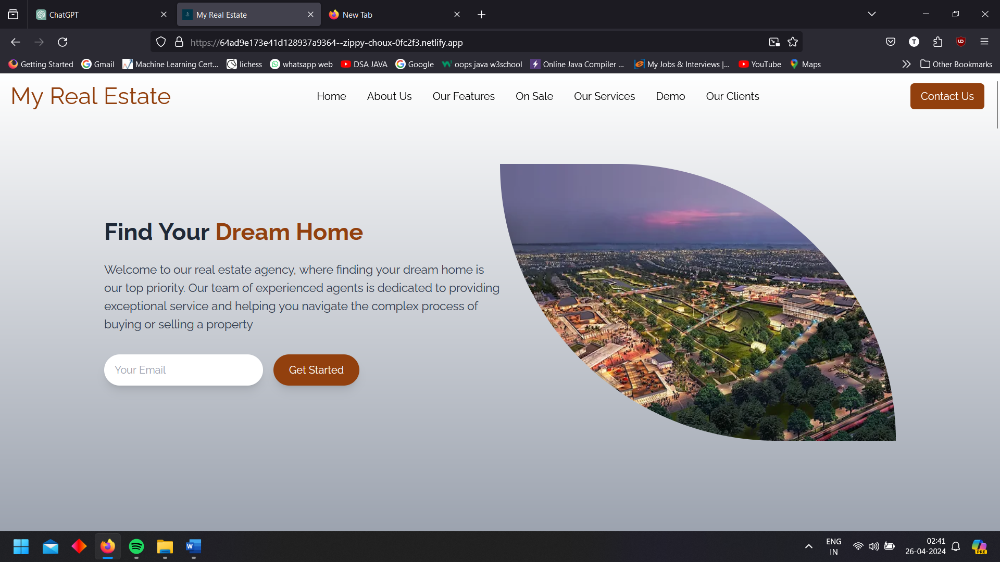 ChatGPT
My Real Estate
New Tab
https://64ad9e173e41d128937a9364--zippy-choux-0fc2f3.netlify.app
T
Getting Started
Gmail
Machine Learning Cert...
lichess
whatsapp web
DSA JAVA
Google
oops java w3school
Online Java Compiler ...
My Jobs & Interviews |...
YouTube
Maps
Other Bookmarks
My Real Estate
Home
About Us
Our Features
On Sale
Our Services
Demo
Our Clients
Contact Us
Find Your Dream Home
Welcome to our real estate agency, where finding your dream home is
our top priority. Our team of experienced agents is dedicated to providing
exceptional service and helping you navigate the complex process of
buying or selling a property
Your Email
Get Started
W
ENG
IN
02:41
26-04-2024
PRE